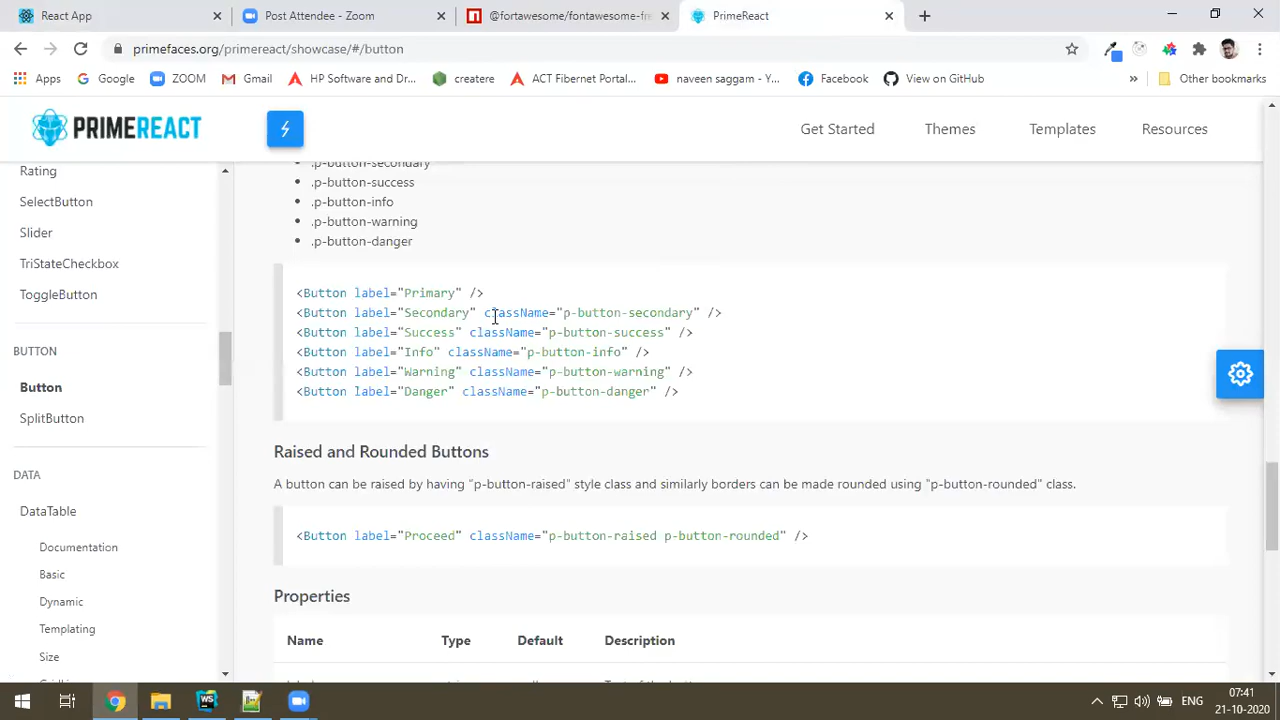 React App
Post Attendee - Zoom
@fortawesome/fontawesome-fre
PrimeReact
primefaces.org/primereact/showcase/#/button
Apps
Google
ZOOM
Gmail
HP Software and Dr...
createre
ACT Fibernet Portal...
naveen saggam - Y...
Facebook
View on GitHub
»
Other bookmarks
PRIMEREACT
Get Started
Themes
Templates
Resources
Rating
SelectButton
Slider
TriStateCheckbox
ToggleButton
BUTTON
Button
SplitButton
DATA
DataTable
Documentation
Basic
Dynamic
Templating
Size
.p-button-secondary
.p-button-success
.p-button-info
.p-button-warning
.p-button-danger
<Button label="Primary" />
<Button label="Secondary" className="p-button-secondary" />
<Button label="Success" className="p-button-success" />
<Button label="Info" className="p-button-info" />
<Button label="Warning" className="p-button-warning" />
<Button label="Danger" className="p-button-danger" />
Raised and Rounded Buttons
A button can be raised by having "p-button-raised" style class and similarly borders can be made rounded using "p-button-rounded" class.
<Button label="Proceed" className="p-button-raised p-button-rounded" />
Properties
Name Type Default Description
ENG
07:41
21-10-2020